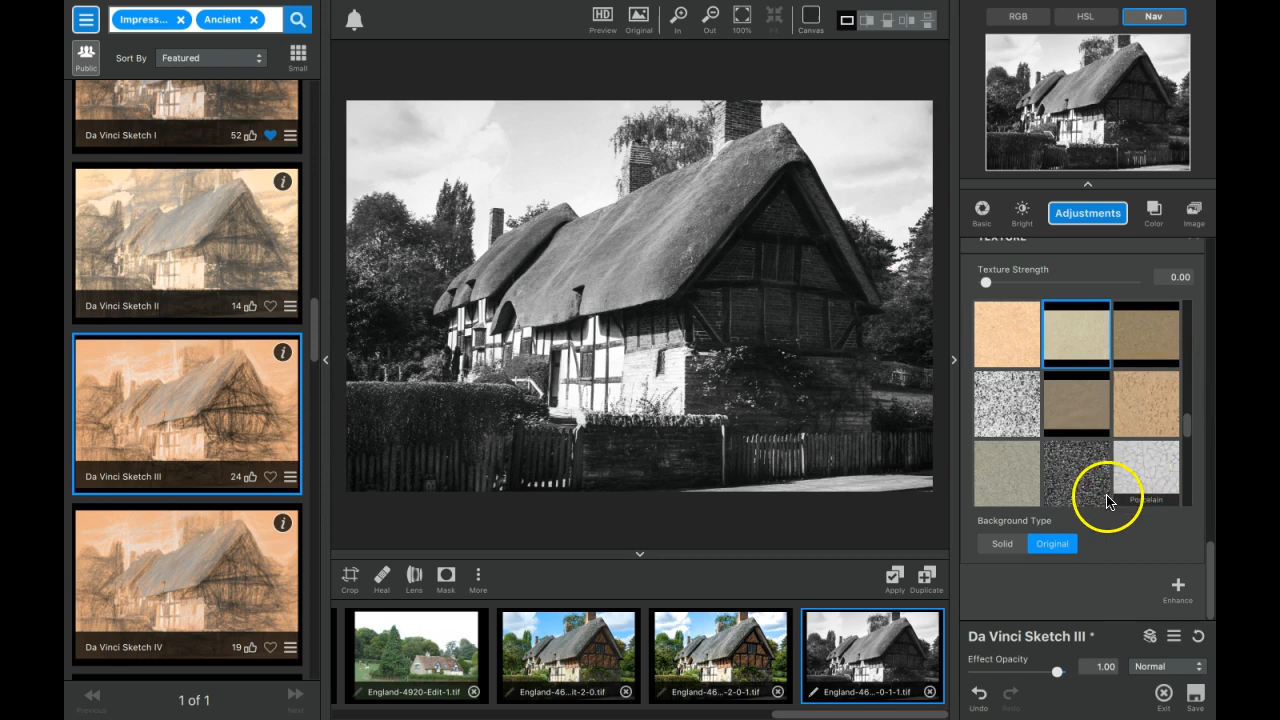 Impress...
Ancient
Public
Sort By
Featured
Small
Da Vinci Sketch I
52
Da Vinci Sketch II
14
Da Vinci Sketch III
24
Da Vinci Sketch IV
19
Previous
1 of 1
Next
HD
Preview
Original
In
Out
100%
Fit
Canvas
Crop
Heal
Lens
Mask
More
Apply
Duplicate
England-4920-Edit-1.tif
England-46...it-2-0.tif
England-46...-2-0-1.tif
England-46...-0-1-1.tif
RGB
HSL
Nav
Basic
Bright
Adjustments
Color
Image
TEXTURE
Texture Strength
0.00
Porcelain
Background Type
Solid
Original
Enhance
Da Vinci Sketch III *
Effect Opacity
1.00
Normal
Undo
Redo
Exit
Save